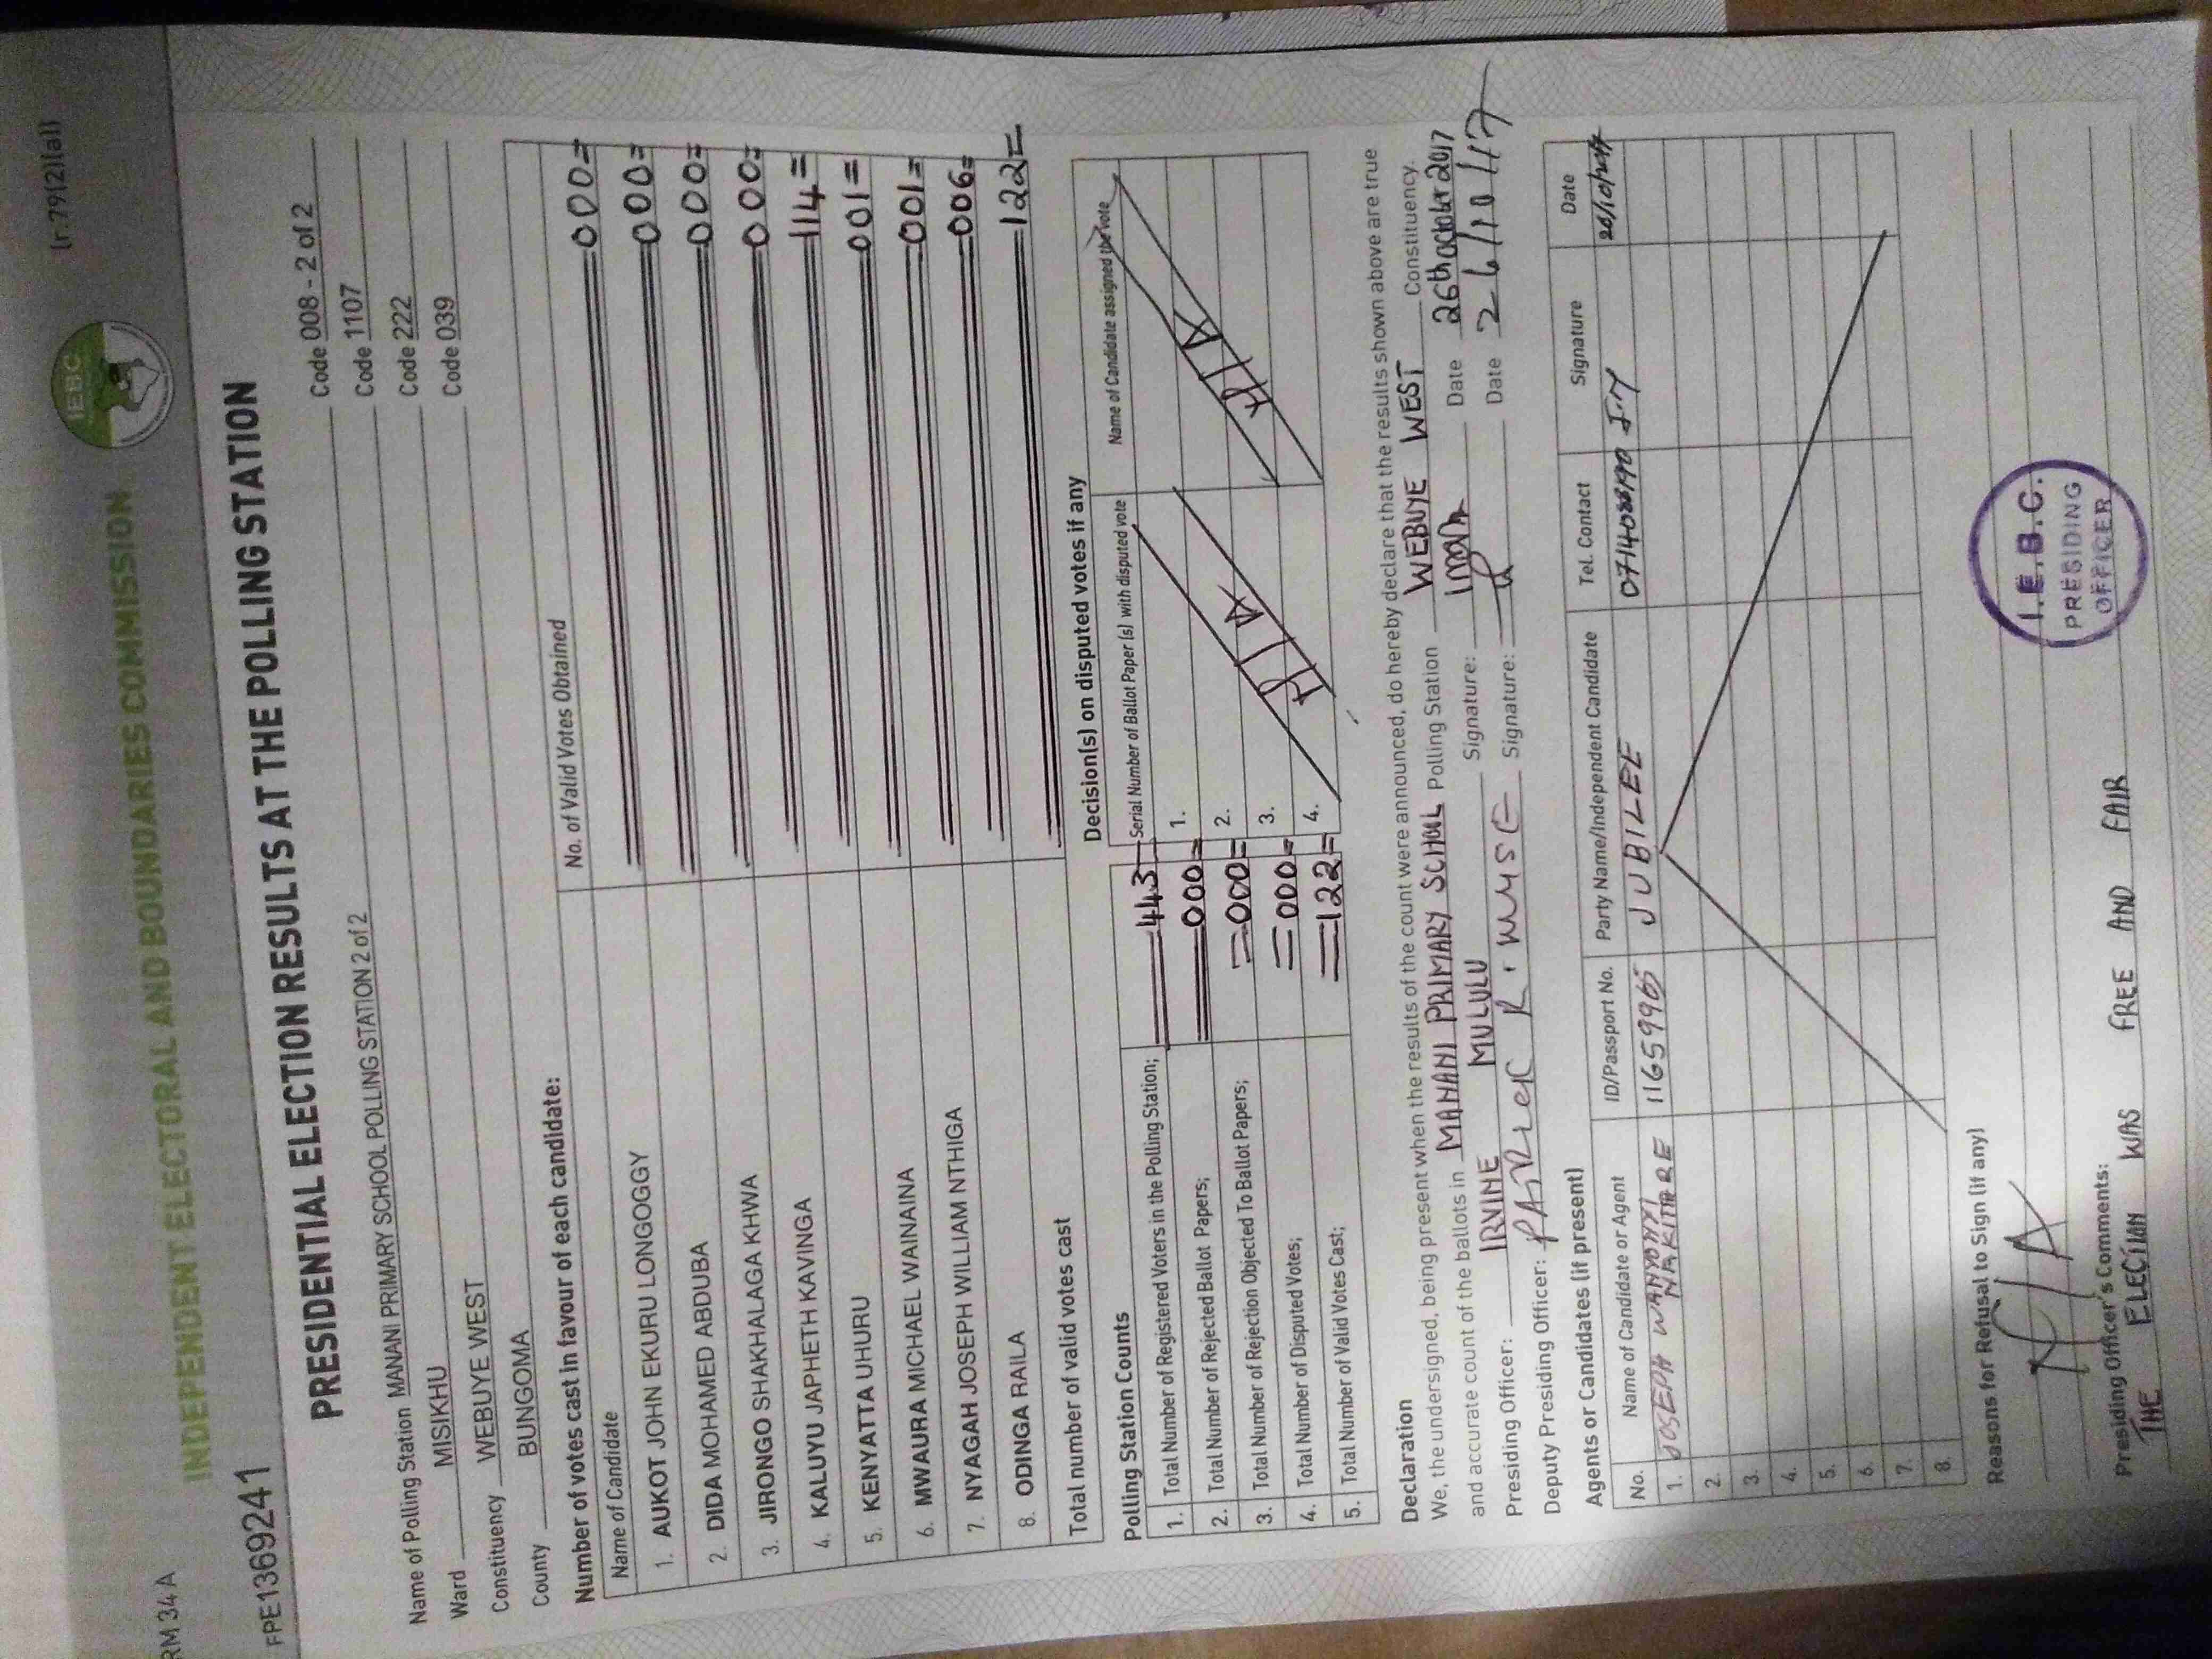 RM 34 A
(r.79(2)(a))
IEBC
INDEPENDENT ELECTORAL AND BOUNDARIES COMMISSION
FPE1369241
PRESIDENTIAL ELECTION RESULTS AT THE POLLING STATION
Name of Polling Station MANANI PRIMARY SCHOOL POLLING STATION 2 of 2 Code 008 - 2 of 2
Ward MISIKHU Code 1107
Constituency WEBUYE WEST Code 222
County BUNGOMA Code 039
Number of votes cast in favour of each candidate:
Name of Candidate No. of Valid Votes Obtained
1. AUKOT JOHN EKURU LONGOGGY 000=
2. DIDA MOHAMED ABDUBA 000=
3. JIRONGO SHAKHALAGA KHWA 000=
4. KALUYU JAPHETH KAVINGA 000=
5. KENYATTA UHURU 114=
6. MWAURA MICHAEL WAINAINA 001=
7. NYAGAH JOSEPH WILLIAM NTHIGA 001=
8. ODINGA RAILA 006=
Total number of valid votes cast 122=
Polling Station Counts
1. Total Number of Registered Voters in the Polling Station; 443
2. Total Number of Rejected Ballot Papers; 000=
3. Total Number of Rejection Objected To Ballot Papers; 000=
4. Total Number of Disputed Votes; 000=
5. Total Number of Valid Votes Cast; 122=
Decision(s) on disputed votes if any
Serial Number of Ballot Paper (s) with disputed vote Name of Candidate assigned the vote
1.
2.
3.
4.
N/A N/A
Declaration
We, the undersigned, being present when the results of the count were announced, do hereby declare that the results shown above are true
and accurate count of the ballots in MANANI PRIMARY SCHOOL Polling Station WEBUYE WEST Constituency.
Presiding Officer: IRVINE MULULU Signature: Date 26th october 2017
Deputy Presiding Officer: PATRICK Signature: Date 26/10/17
Agents or Candidates (if present)
No. Name of Candidate or Agent ID/Passport No. Party Name/Independent Candidate Tel. Contact Signature Date
1. JOSEPH WANYONYI 11659965 JUBILEE
2.
3.
4.
5.
6.
7.
8.
Reasons for Refusal to Sign (if any)
N/A
Presiding Officer's Comments:
THE ELECTION WAS FREE AND FAIR
I.E.B.C.
PRESIDING
OFFICER